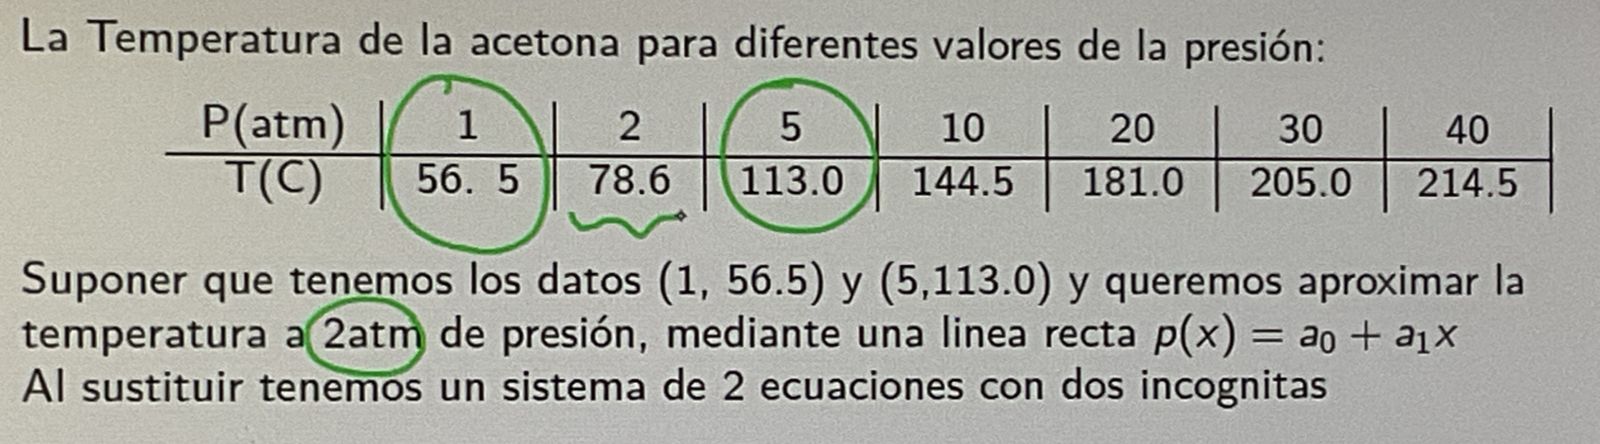 La Temperatura de la acetona para diferentes valores de la presión:
P(atm) 1 2 5 10 20 30 40
T(C) 56. 5 78.6 113.0 144.5 181.0 205.0 214.5
Suponer que tenemos los datos (1, 56.5) y (5,113.0) y queremos aproximar la
temperatura a 2atm de presión, mediante una linea recta p(x) = a₀ + a₁x
Al sustituir tenemos un sistema de 2 ecuaciones con dos incognitas